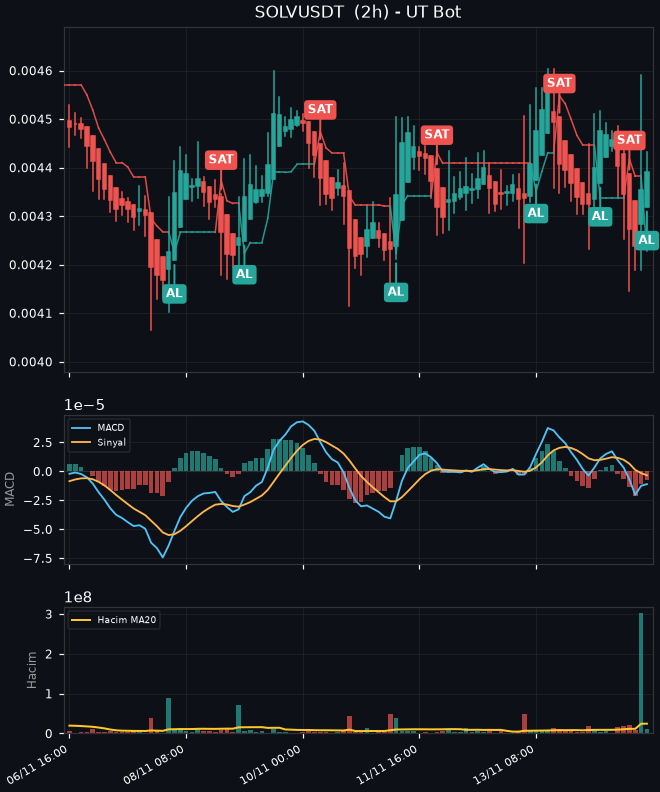 SOLVUSDT  (2h) - UT Bot
0.0046
0.0045
0.0044
0.0043
0.0042
0.0041
0.0040
SAT
SAT
SAT
SAT
SAT
AL
AL
AL
AL
AL
AL
1e−5
MACD
Sinyal
2.5
0.0
−2.5
−5.0
−7.5
MACD
1e8
Hacim MA20
3
2
1
0
Hacim
06/11 16:00
08/11 08:00
10/11 00:00
11/11 16:00
13/11 08:00